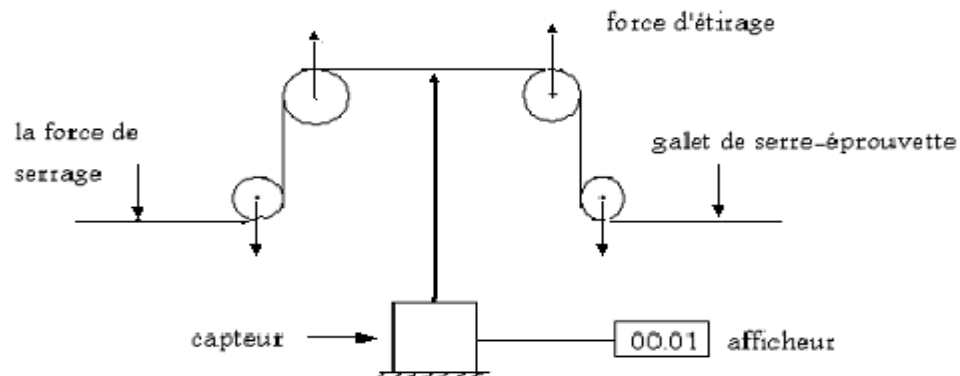 force d'étirage
la force de
serrage
galet de serre-éprouvette
capteur
00.01
afficheur